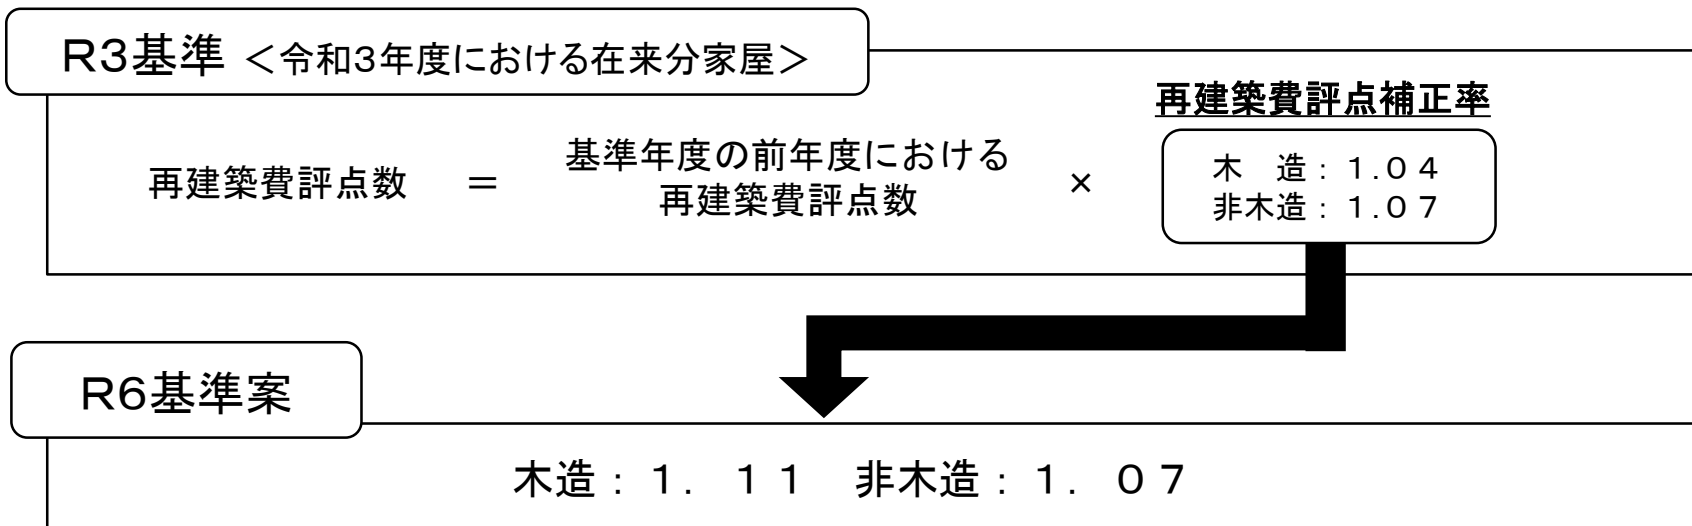 R3基準 <令和3年度における在来分家屋>
再建築費評点補正率
再建築費評点数 = 基準年度の前年度における再建築費評点数 ×
木 造:1.04
非木造:1.07
R6基準案
木造:1.11 非木造:1.07